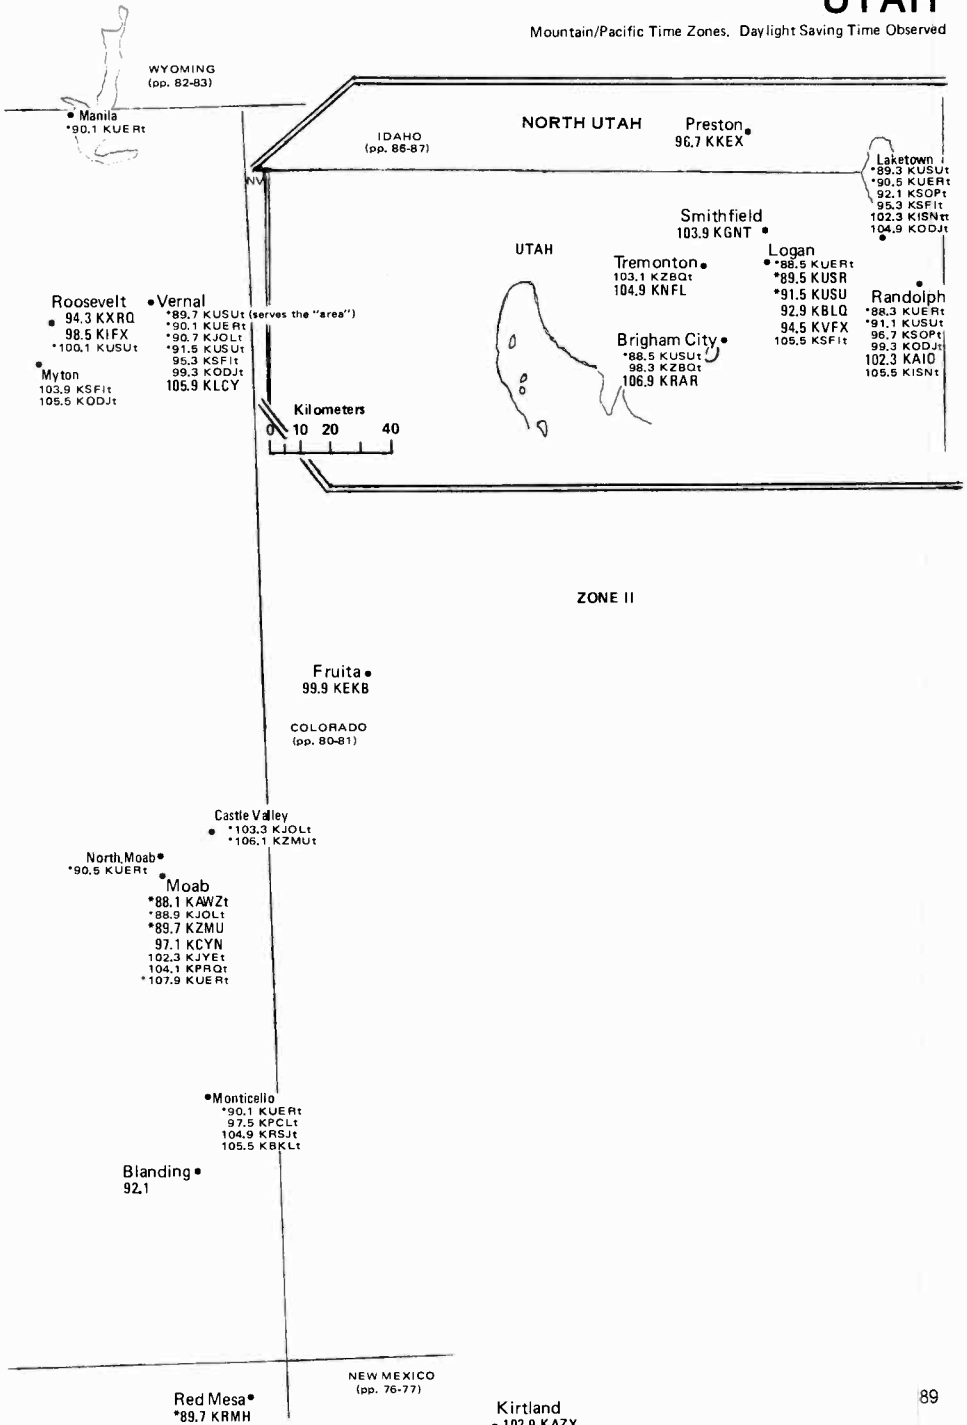 UTAH
Mountain/Pacific Time Zones. Daylight Saving Time Observed
WYOMING
(pp. 82-83)
• Manila
*90.1 KUERt
IDAHO
(pp. 86-87)
NORTH UTAH
Preston
96.7 KKEX
NV
Laketown
*89.3 KUSUt
*90.5 KUERt
92.1 KSOPt
95.3 KSFIt
102.3 KISNtt
104.9 KODJt
Smithfield
103.9 KGNT •
UTAH
Tremonton •
103.1 KZBQt
104.9 KNFL
Logan
• *88.5 KUERt
*89.5 KUSR
*91.5 KUSU
92.9 KBLQ
94.5 KVFX
105.5 KSFIt
Randolph
*88.3 KUERt
*91.1 KUSUt
96.7 KSOPt
99.3 KODJt
102.3 KAIO
105.5 KISNt
Brigham City •
*88.5 KUSUt
98.3 KZBQt
106.9 KRAR
Roosevelt
• 94.3 KXRQ
98.5 KIFX
*100.1 KUSUt
• Vernal
*89.7 KUSUt (serves the "area")
*90.1 KUERt
*90.7 KJOLt
*91.5 KUSUt
95.3 KSFIt
99.3 KODJt
105.9 KLCY
Myton
103.9 KSFIt
105.5 KODJt
Kilometers
0 10 20 40
ZONE II
Fruita •
99.9 KEKB
COLORADO
(pp. 80-81)
Castle Valley
• *103.3 KJOLt
*106.1 KZMUt
North Moab •
*90.5 KUERt
Moab
*88.1 KAWZt
*88.9 KJOLt
*89.7 KZMU
97.1 KCYN
102.3 KJYEt
104.1 KPRQt
*107.9 KUERt
• Monticello
*90.1 KUERt
97.5 KPCLt
104.9 KRSJt
105.5 KBKLt
Blanding •
92.1
NEW MEXICO
(pp. 76-77)
Red Mesa •
*89.7 KRMH
Kirtland
102.9 KAZX
89